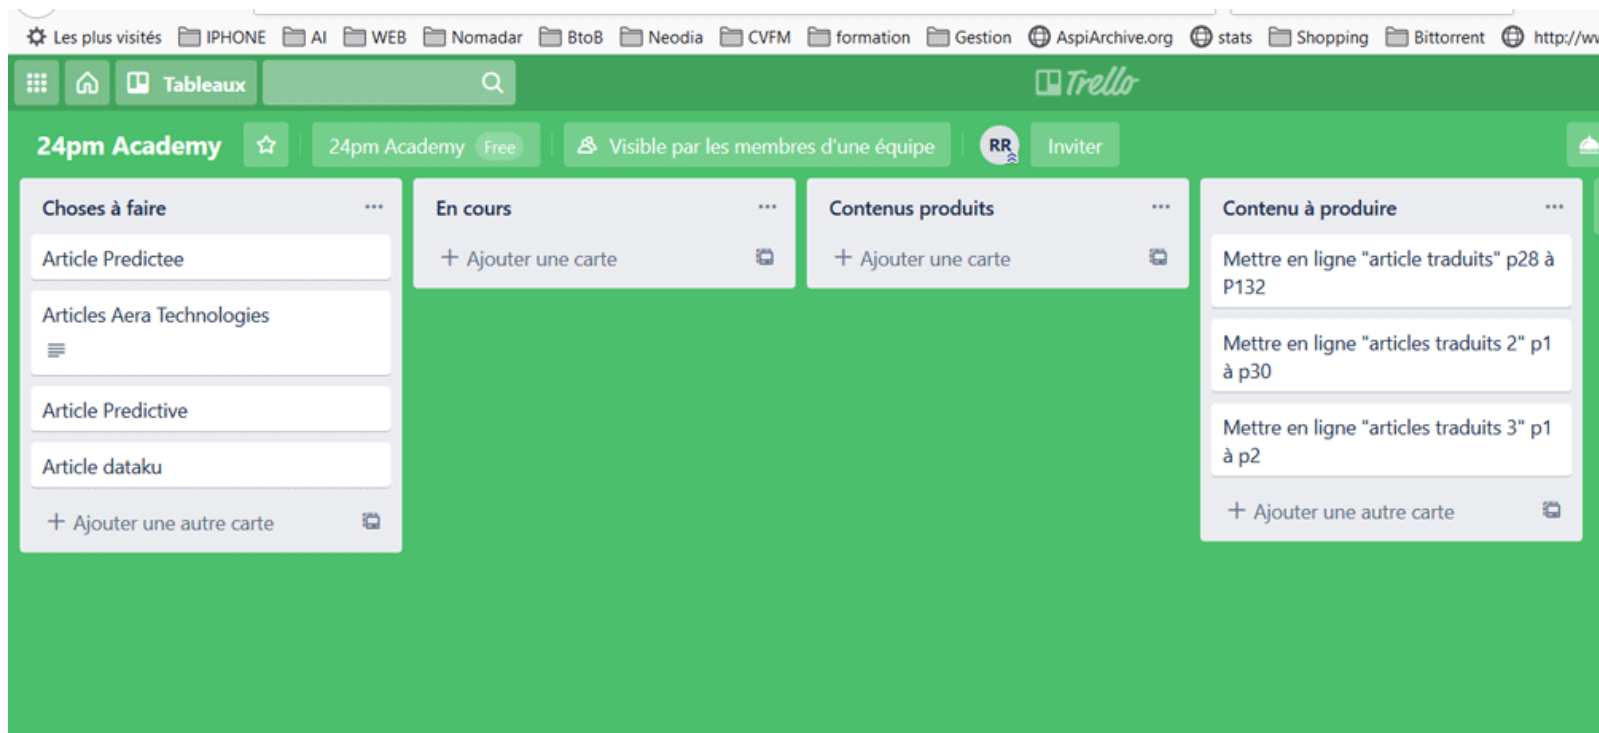 Les plus visités IPHONE AI WEB Nomadar BtoB Neodia CVFM formation Gestion AspiArchive.org stats Shopping Bittorrent
Tableaux
Trello
24pm Academy
24pm Academy Free
Visible par les membres d'une équipe
RR
Inviter
Choses à faire
Article Predictee
Articles Aera Technologies
Article Predictive
Article dataku
+ Ajouter une autre carte
En cours
+ Ajouter une carte
Contenus produits
+ Ajouter une carte
Contenu à produire
Mettre en ligne "article traduits" p28 à
P132
Mettre en ligne "articles traduits 2" p1
à p30
Mettre en ligne "articles traduits 3" p1
à p2
+ Ajouter une autre carte